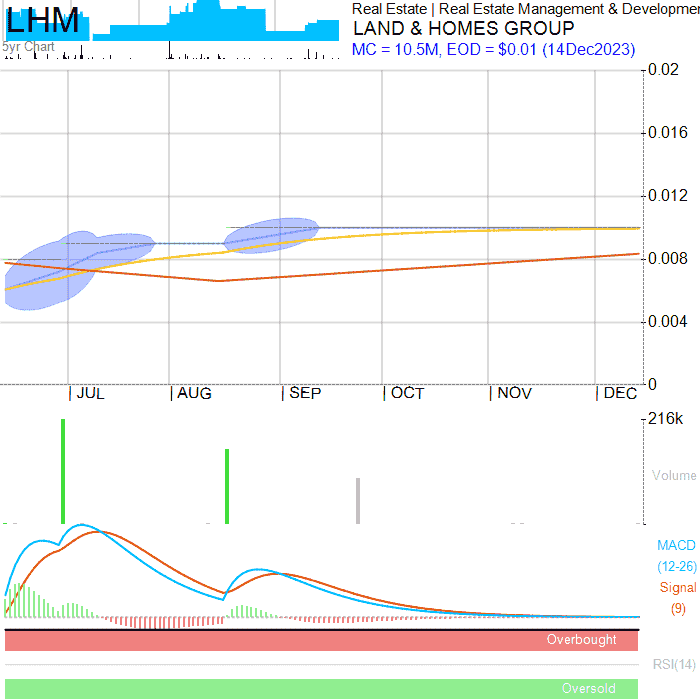 LHM
5yr Chart
Real Estate | Real Estate Management & Developmer
LAND & HOMES GROUP
MC = 10.5M, EOD = $0.01 (14Dec2023)
0.02
0.016
0.012
0.008
0.004
0
JUL AUG SEP OCT NOV DEC
216k
Volume
MACD
(12-26)
Signal
(9)
Overbought
RSI(14)
Oversold